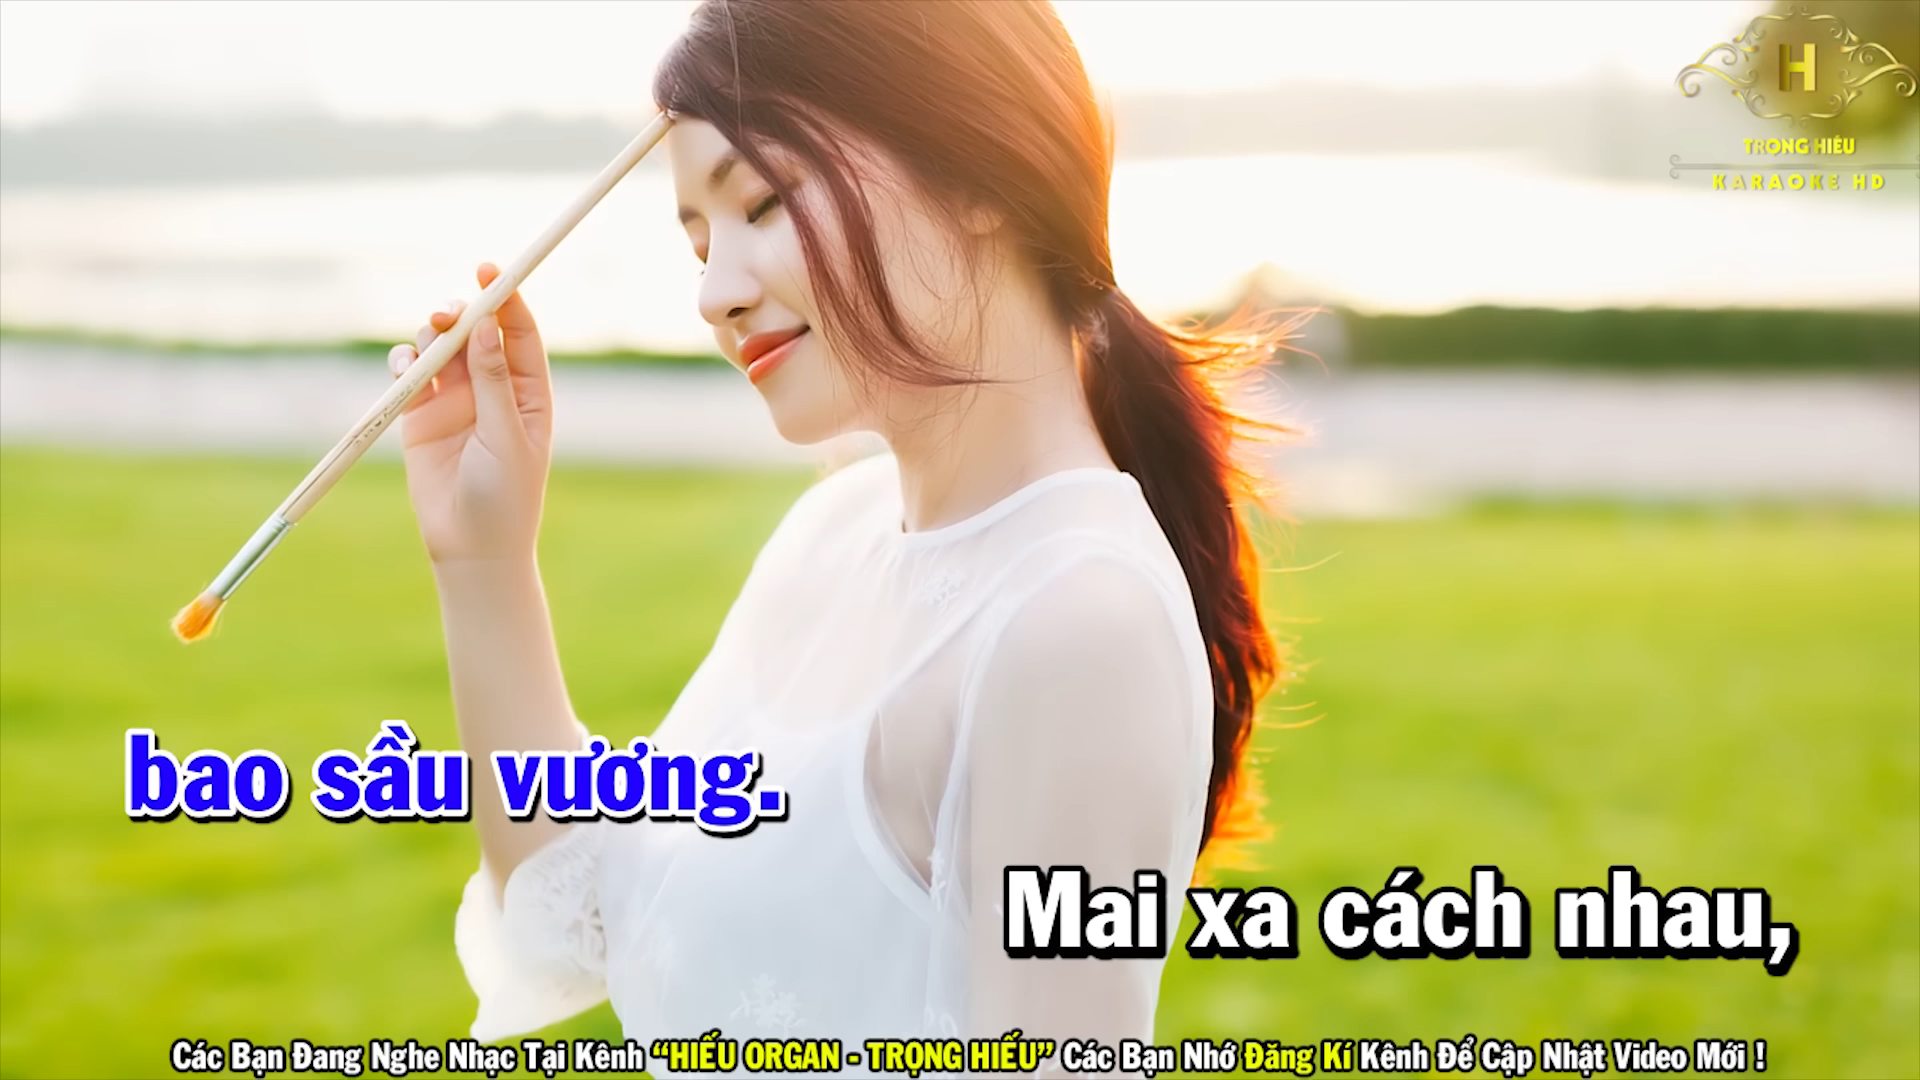 H
TRỌNG HIẾU
KARAOKE HD
bao sầu vương.
Mai xa cách nhau,
Các Bạn Đang Nghe Nhạc Tại Kênh “HIẾU ORGAN - TRỌNG HIẾU” Các Bạn Nhớ Đăng Kí Kênh Để Cập Nhật Video Mới !